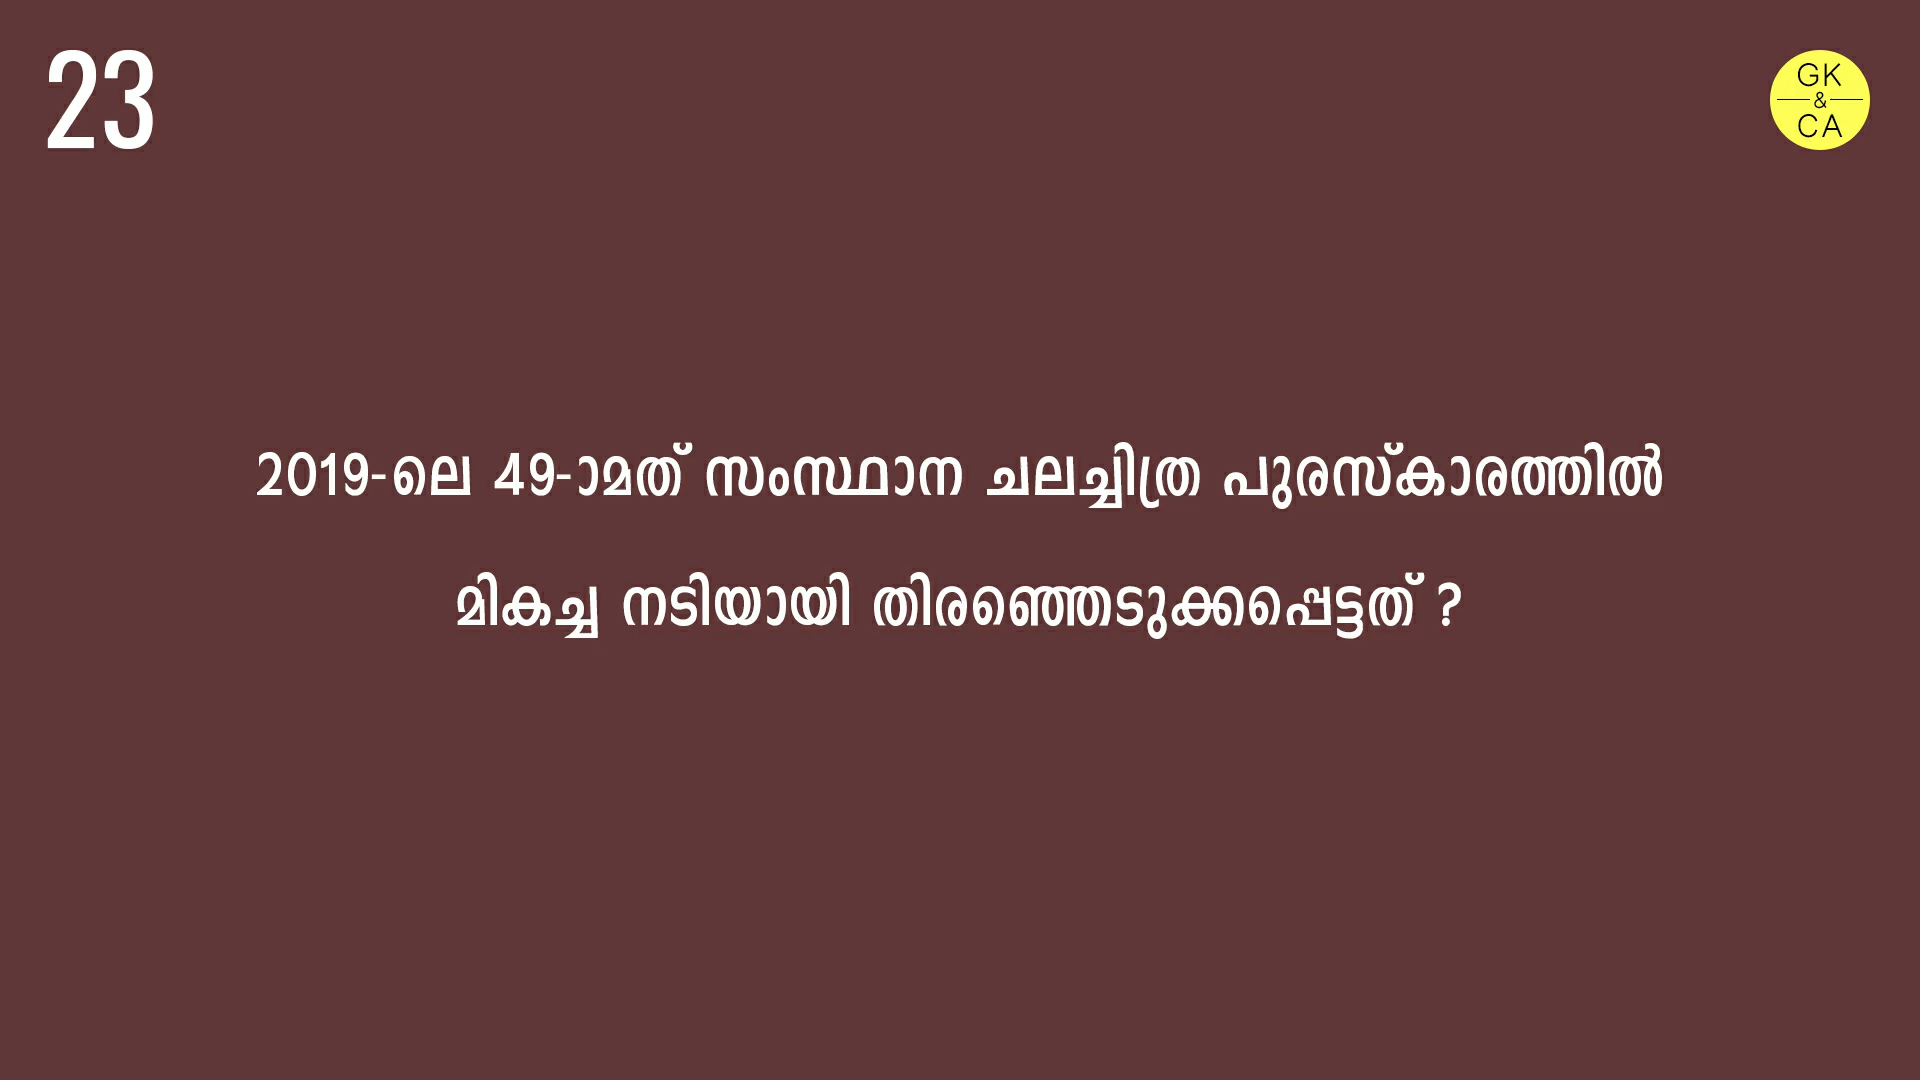 23
GK
&
CA
2019-ലെ 49-ാമത് സംസ്ഥാന ചലച്ചിത്ര പുരസ്കാരത്തിൽ
മികച്ച നടിയായി തിരഞ്ഞെടുക്കപ്പെട്ടത് ?